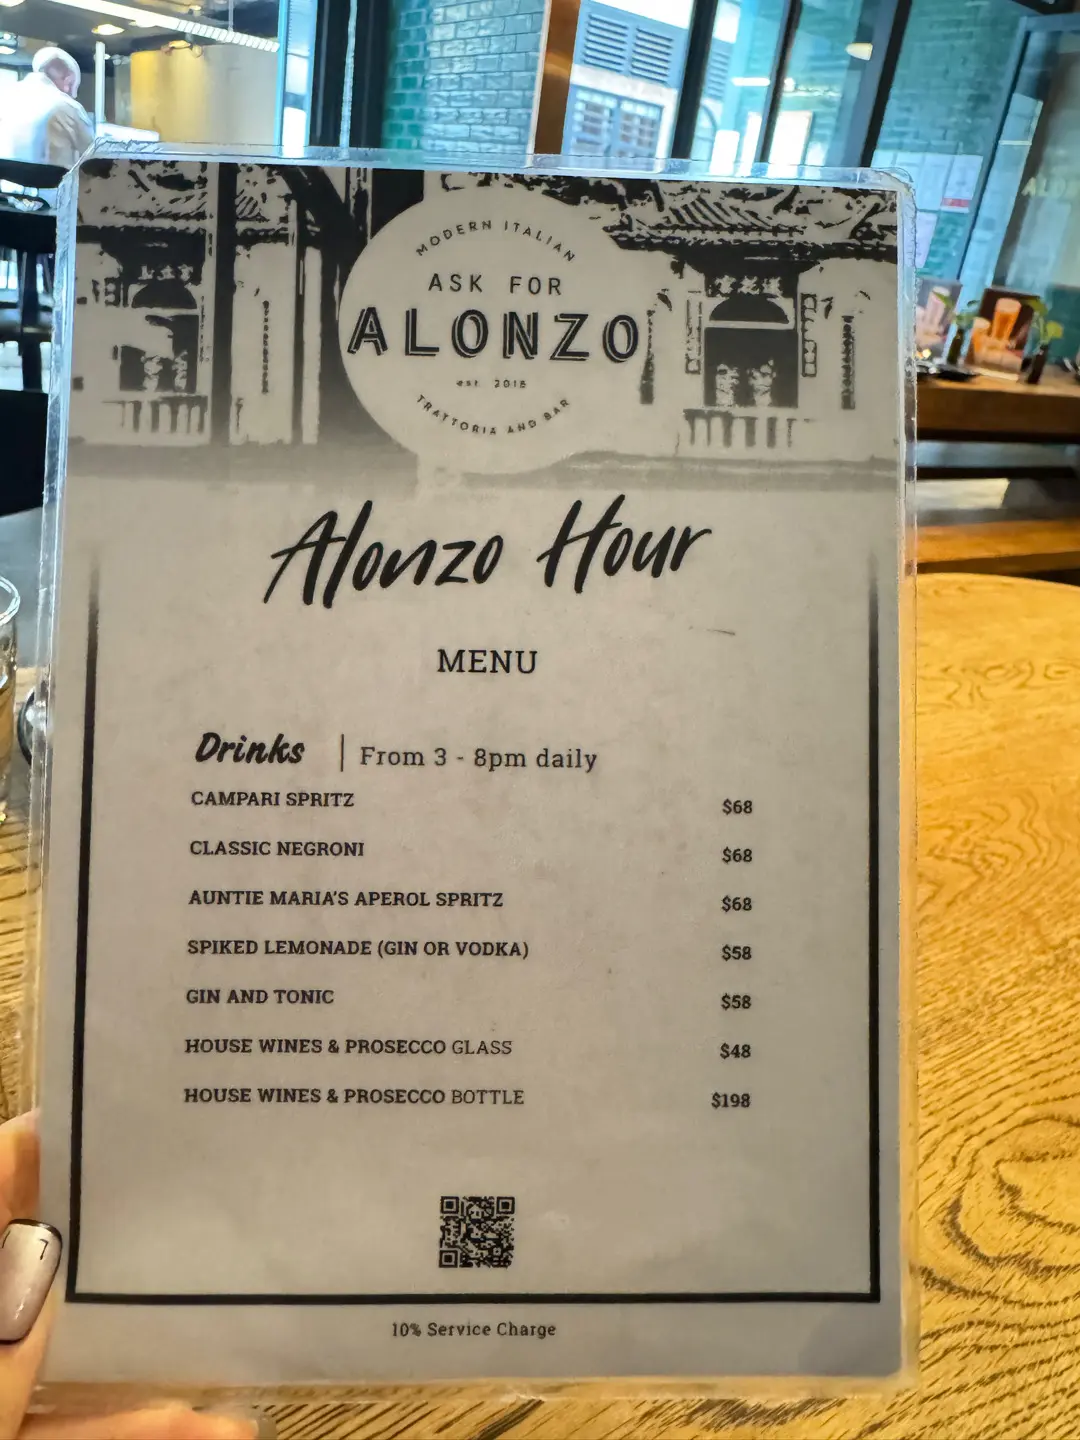 MODERN ITALIAN
ASK FOR
ALONZO
est 2018
TRATTORIA AND BAR
Alonzo Hour
MENU
Drinks | From 3 - 8pm daily
CAMPARI SPRITZ $68
CLASSIC NEGRONI $68
AUNTIE MARIA'S APEROL SPRITZ $68
SPIKED LEMONADE (GIN OR VODKA) $58
GIN AND TONIC $58
HOUSE WINES & PROSECCO GLASS $48
HOUSE WINES & PROSECCO BOTTLE $198
10% Service Charge